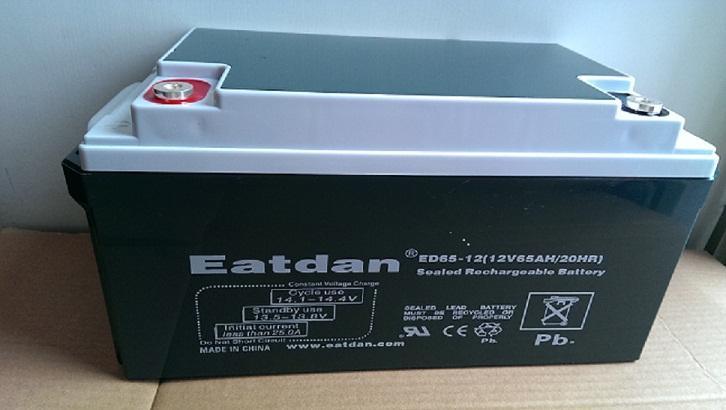 Eatdan® ED65-12(12V65AH/20HR)
Sealed Rechargeable Battery
Constant Voltage Charge
Cycle use
14.1-14.4V
Standby use
13.5-13.8V
Initial current
less than 25.0A
Do Not Short Circuit
MADE IN CHINA www.eatdan.com
SEALED LEAD BATTERY
MUST BE RECYCLED OR
DISPOSED OF PROPERLY
CE
Pb.
Pb.